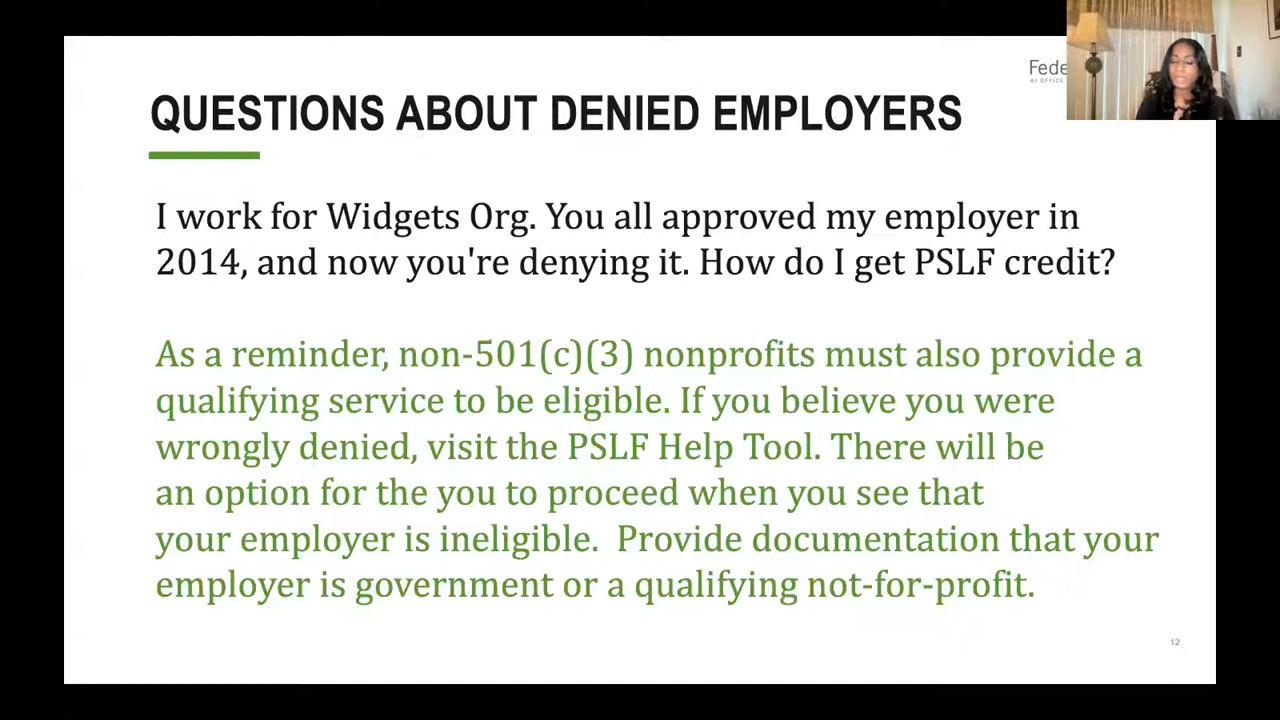 QUESTIONS ABOUT DENIED EMPLOYERS
I work for Widgets Org. You all approved my employer in
2014, and now you're denying it. How do I get PSLF credit?
As a reminder, non-501(c)(3) nonprofits must also provide a
qualifying service to be eligible. If you believe you were
wrongly denied, visit the PSLF Help Tool. There will be
an option for the you to proceed when you see that
your employer is ineligible.  Provide documentation that your
employer is government or a qualifying not-for-profit.
12